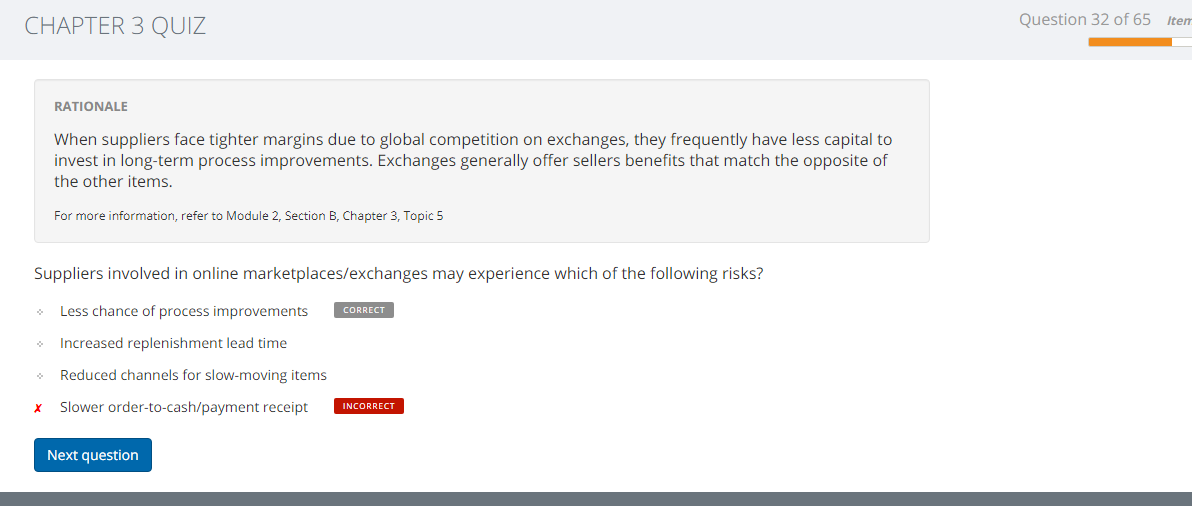 CHAPTER 3 QUIZ
Question 32 of 65 Item
RATIONALE
When suppliers face tighter margins due to global competition on exchanges, they frequently have less capital to
invest in long-term process improvements. Exchanges generally offer sellers benefits that match the opposite of
the other items.
For more information, refer to Module 2, Section B, Chapter 3, Topic 5
Suppliers involved in online marketplaces/exchanges may experience which of the following risks?
Less chance of process improvements CORRECT
Increased replenishment lead time
Reduced channels for slow-moving items
✗ Slower order-to-cash/payment receipt INCORRECT
Next question